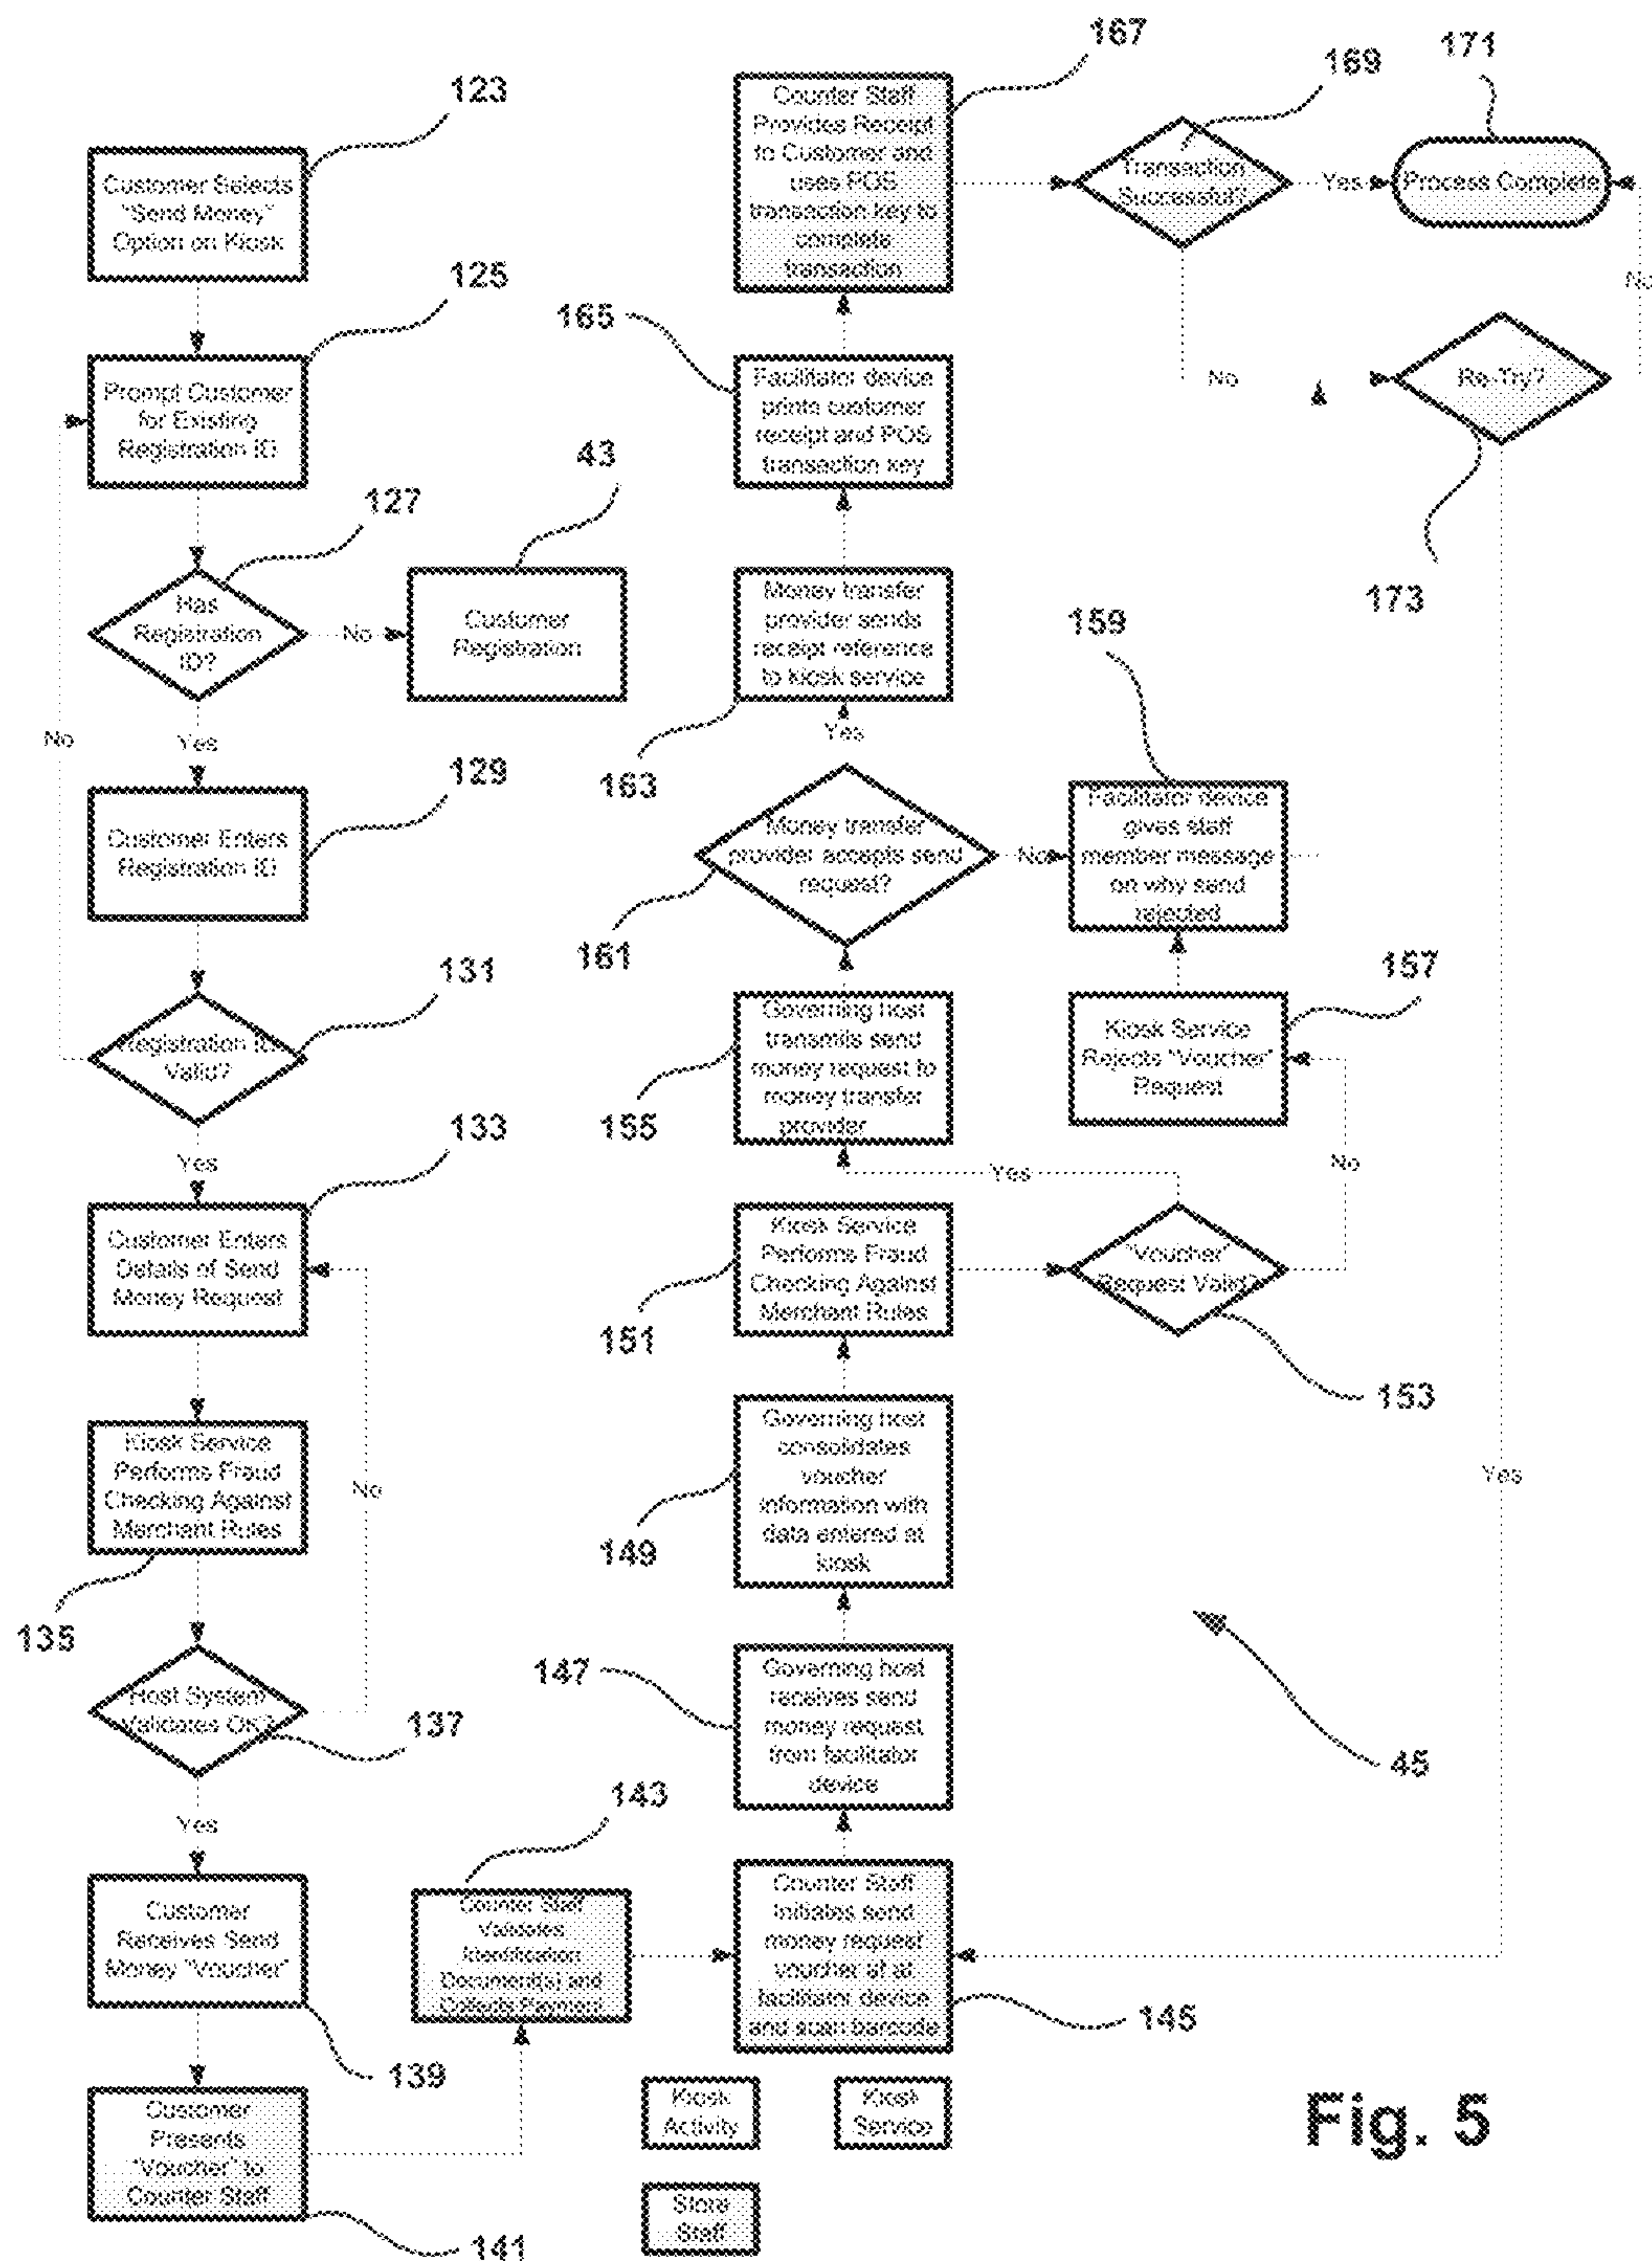 123
Customer Selects
"Send Money"
Option on Kiosk
125
Prompt Customer
for Existing
Registration ID
127
Has
Registration
ID?
No
43
Customer
Registration
No
Yes
129
Customer Enters
Registration ID
131
Registration ID
Valid?
Yes
133
Customer Enters
Details of Send
Money Request
135
Kiosk Service
Performs Fraud
Checking Against
Merchant Rules
No
137
Host System
Validates OK?
Yes
139
Customer
Receives Send
Money "Voucher"
141
Customer
Presents
"Voucher" to
Counter Staff
143
Counter Staff
Validates
Identification
Document(s) and
Collects Payment
145
Counter Staff
Initiates send
money request
voucher at at
facilitator device
and scan barcode
147
Governing host
receives send
money request
from facilitator
device
149
Governing host
consolidates
voucher
information with
data entered at
kiosk
151
Kiosk Service
Performs Fraud
Checking Against
Merchant Rules
153
"Voucher"
Request Valid?
Yes
No
155
Governing host
transmits send
money request to
money transfer
provider
157
Kiosk Service
Rejects "Voucher"
Request
159
Facilitator device
gives staff
member message
on why send
rejected
161
Money transfer
provider accepts send
request?
No
Yes
163
Money transfer
provider sends
receipt reference
to kiosk service
165
Facilitator device
prints customer
receipt and POS
transaction key
167
Counter Staff
Provides Receipt
to Customer and
uses POS
transaction key to
complete
transaction
169
Transaction
Successful?
Yes
No
171
Process Complete
No
173
Re-Try?
Yes
45
Kiosk
Activity
Kiosk
Service
Store
Staff
Fig. 5